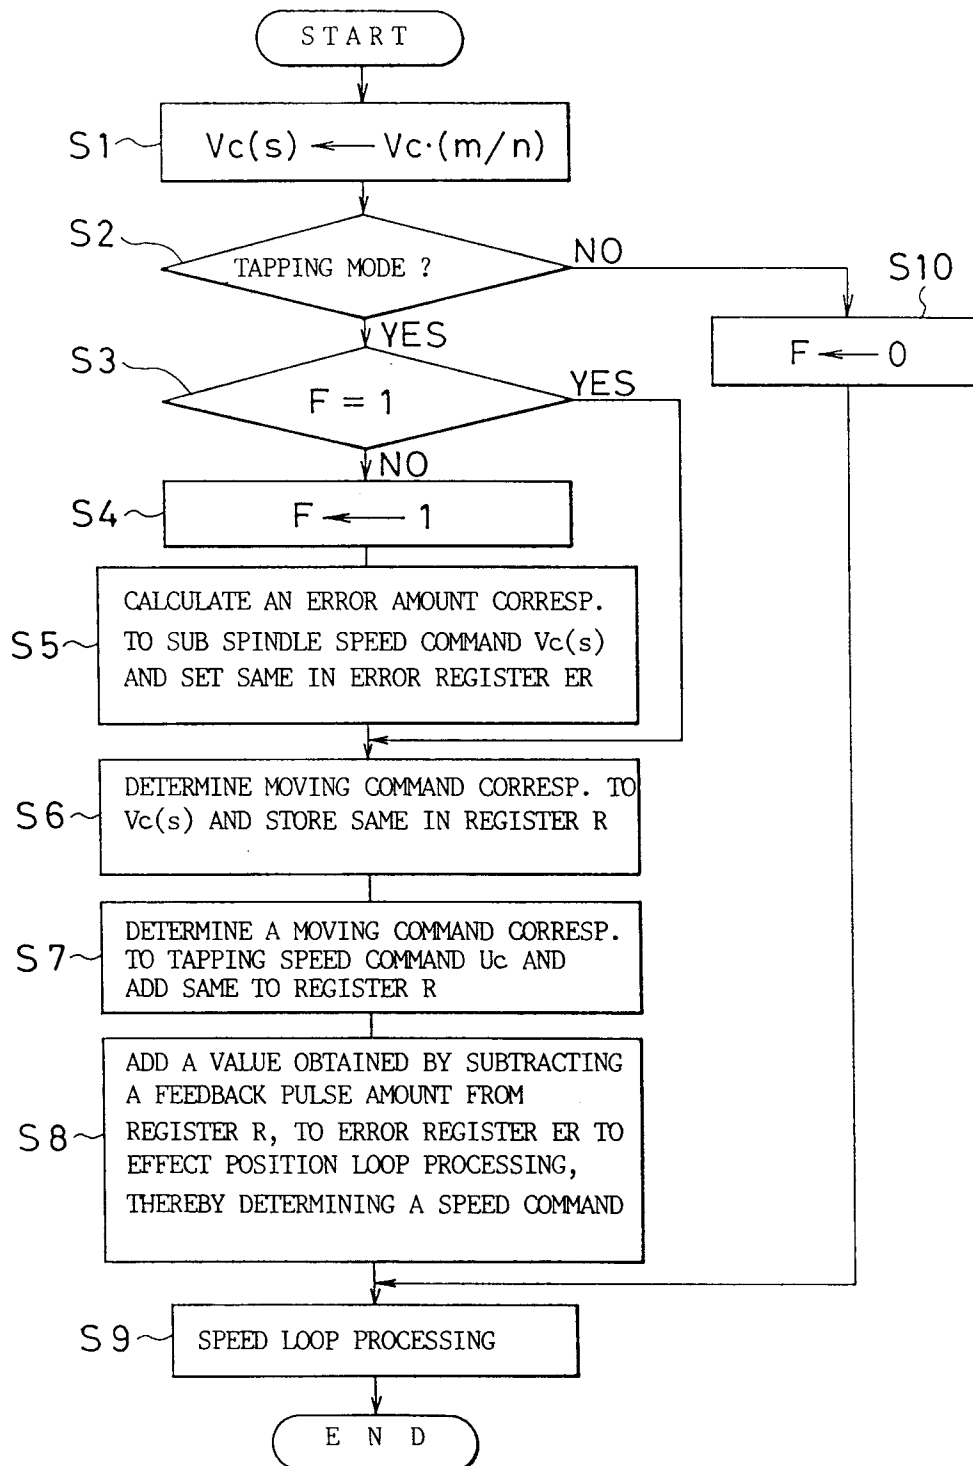 START
S1
Vc(s) ← Vc·(m/n)
S2
TAPPING MODE ?
NO
S10
F ← 0
YES
S3
F = 1
YES
NO
S4
F ← 1
S5
CALCULATE AN ERROR AMOUNT CORRESP.
TO SUB SPINDLE SPEED COMMAND Vc(s)
AND SET SAME IN ERROR REGISTER ER
S6
DETERMINE MOVING COMMAND CORRESP. TO
Vc(s) AND STORE SAME IN REGISTER R
S7
DETERMINE A MOVING COMMAND CORRESP.
TO TAPPING SPEED COMMAND Uc AND
ADD SAME TO REGISTER R
S8
ADD A VALUE OBTAINED BY SUBTRACTING
A FEEDBACK PULSE AMOUNT FROM
REGISTER R, TO ERROR REGISTER ER TO
EFFECT POSITION LOOP PROCESSING,
THEREBY DETERMINING A SPEED COMMAND
S9
SPEED LOOP PROCESSING
END